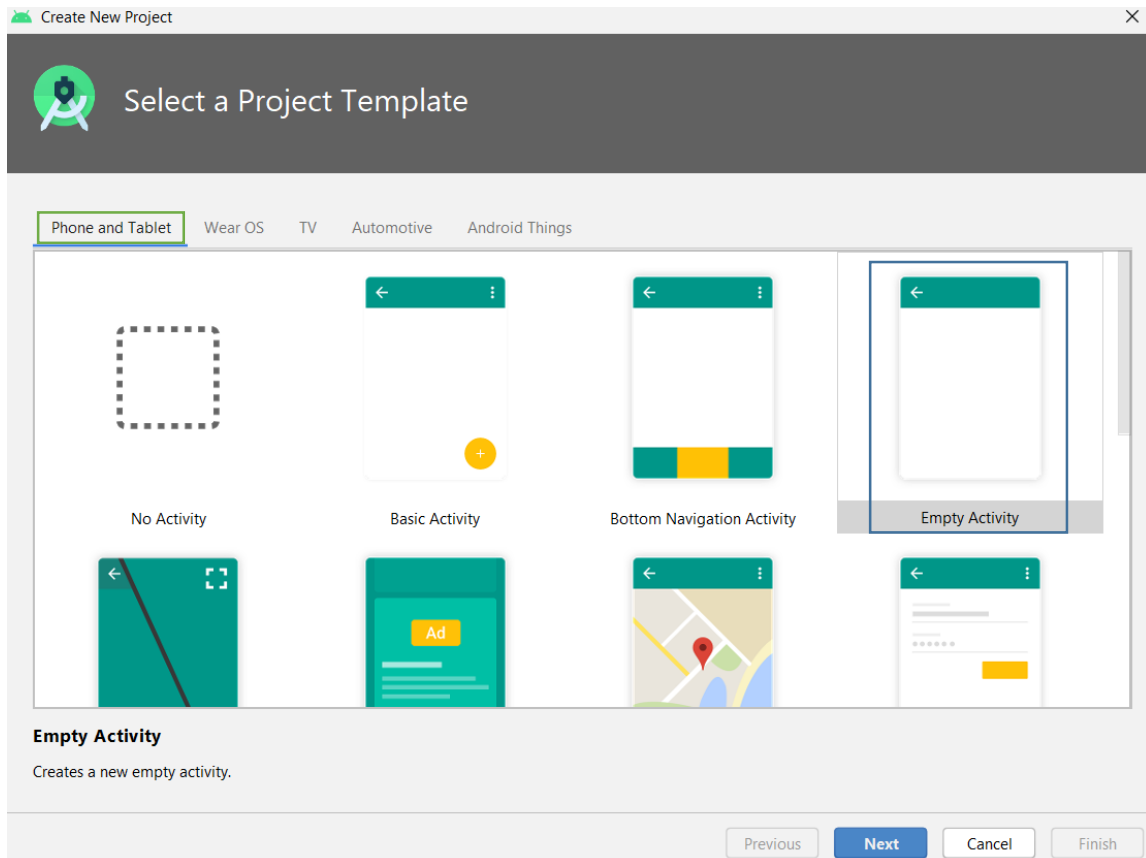 Create New Project
Select a Project Template
Phone and Tablet Wear OS TV Automotive Android Things
No Activity Basic Activity Bottom Navigation Activity Empty Activity
Ad
Empty Activity
Creates a new empty activity.
Previous Next Cancel Finish